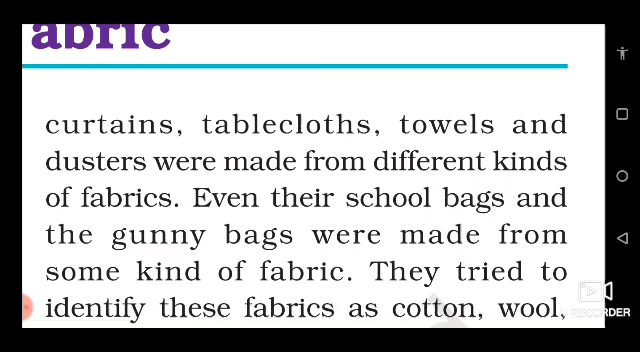 abric
curtains, tablecloths, towels and
dusters were made from different kinds
of fabrics. Even their school bags and
the gunny bags were made from
some kind of fabric. They tried to
identify these fabrics as cotton, wool,
RECORDER